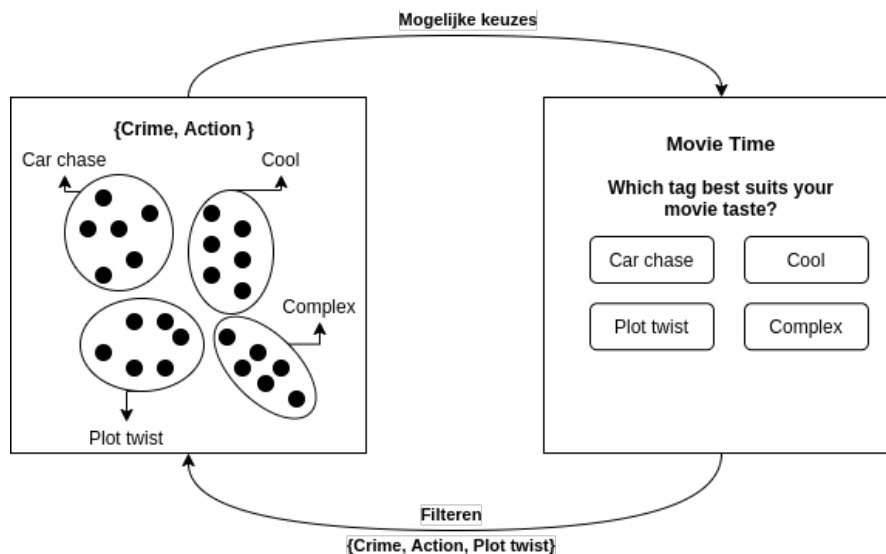 Mogelijke keuzes
{Crime, Action }
Car chase
Cool
Complex
Plot twist
Movie Time
Which tag best suits your
movie taste?
Car chase
Cool
Plot twist
Complex
Filteren
{Crime, Action, Plot twist}